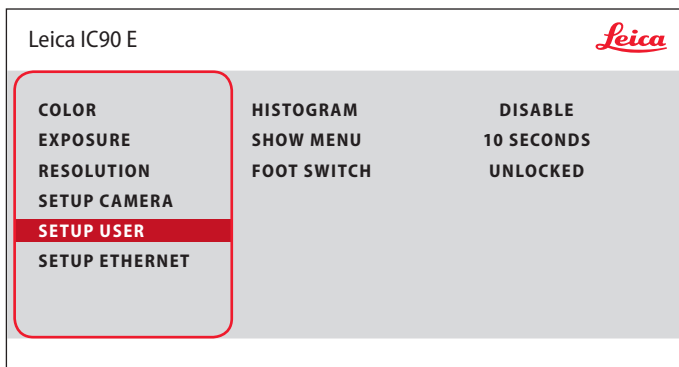 Leica IC90 E
Leica
COLOR
EXPOSURE
RESOLUTION
SETUP CAMERA
SETUP USER
SETUP ETHERNET
HISTOGRAM DISABLE
SHOW MENU 10 SECONDS
FOOT SWITCH UNLOCKED